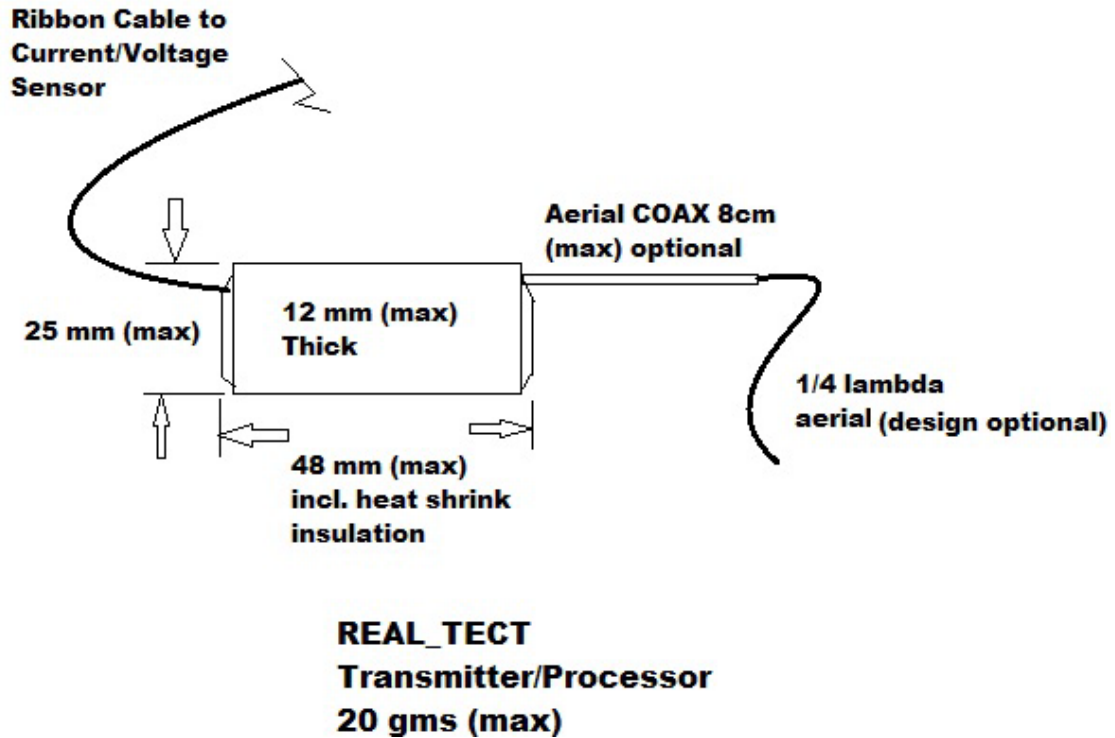 Ribbon Cable to
Current/Voltage
Sensor
Aerial COAX 8cm
(max) optional
25 mm (max)
12 mm (max)
Thick
1/4 lambda
aerial (design optional)
48 mm (max)
incl. heat shrink
insulation
REAL_TECT
Transmitter/Processor
20 gms (max)